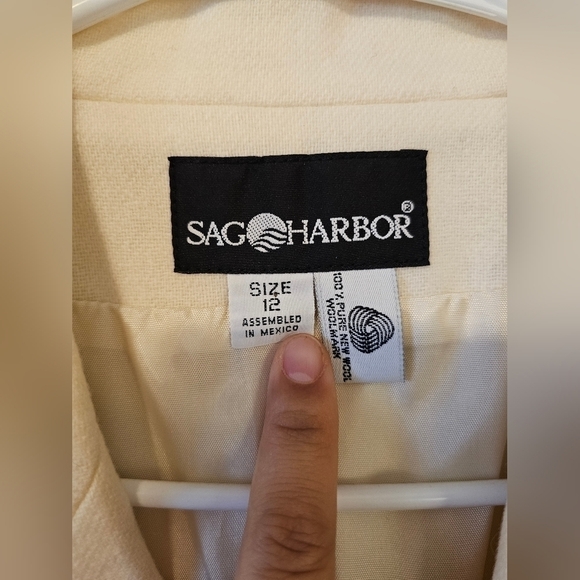 SAG HARBOR ®
SIZE
12
ASSEMBLED
IN MEXICO
100% PURE NEW WOOL
WOOLMARK